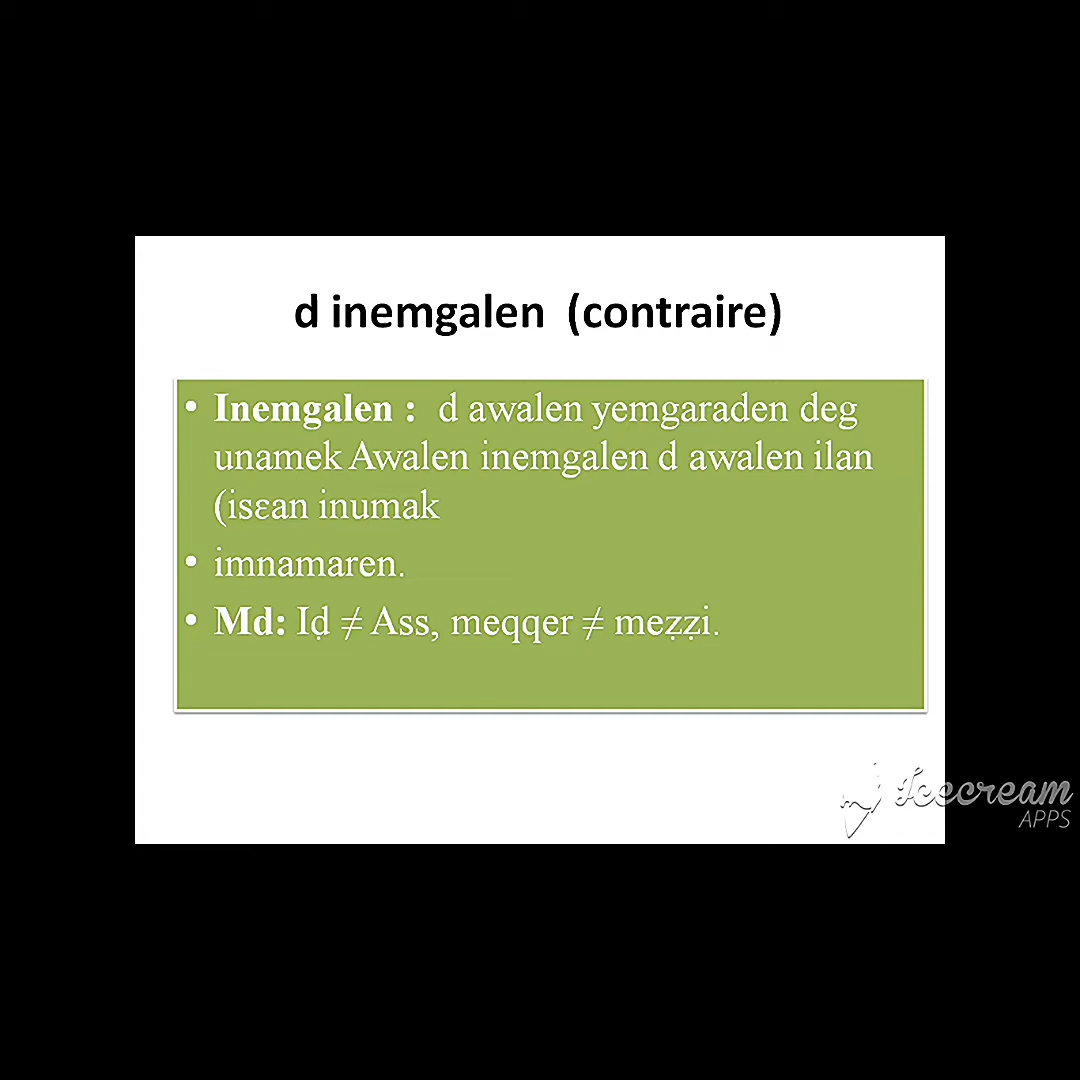 d inemgalen (contraire)
• Inemgalen : d awalen yemgaraden deg
unamek Awalen inemgalen d awalen ilan
(isɛan inumak
• imnamaren.
• Md: Iḍ ≠ Ass, meqqer ≠ meẓẓi.
Icecream
APPS